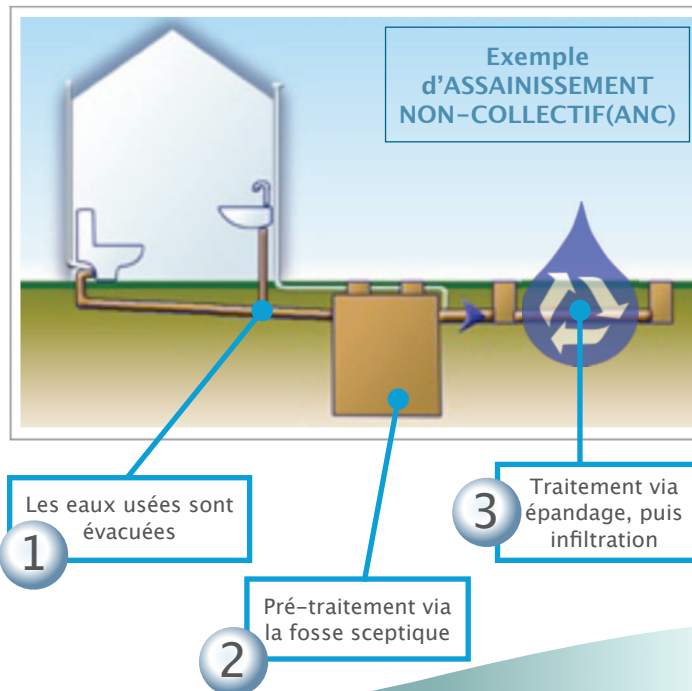 Exemple
d'ASSAINISSEMENT
NON-COLLECTIF(ANC)
Les eaux usées sont
évacuées
1
Pré-traitement via
la fosse sceptique
2
3
Traitement via
épandage, puis
infiltration